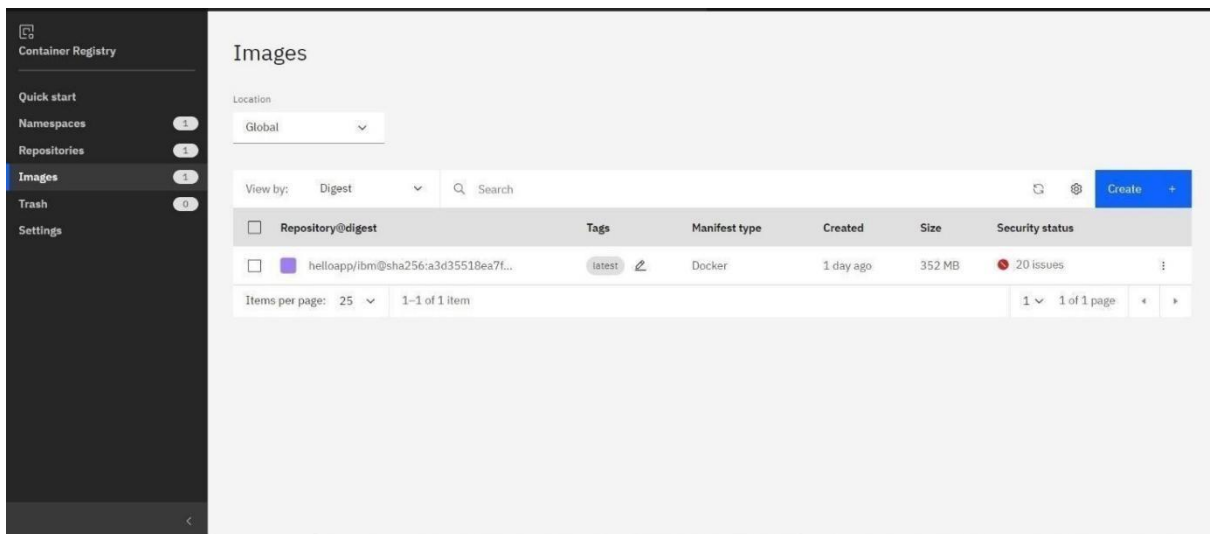 Container Registry
Quick start
Namespaces 1
Repositories 1
Images 1
Trash 0
Settings
Images
Location
Global
View by: Digest Search Create +
Repository@digest Tags Manifest type Created Size Security status
helloapp/ibm@sha256:a3d35518ea7f... latest Docker 1 day ago 352 MB 20 issues
Items per page: 25 1–1 of 1 item 1 1 of 1 page